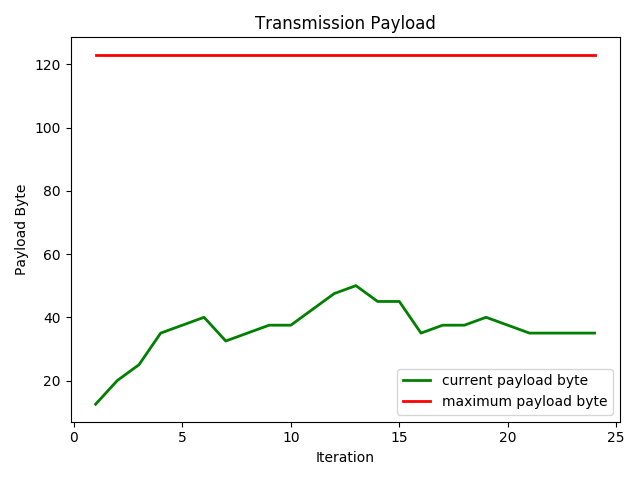 Transmission Payload
120
100
80
60
40
20
Payload Byte
current payload byte
maximum payload byte
0 5 10 15 20 25
Iteration